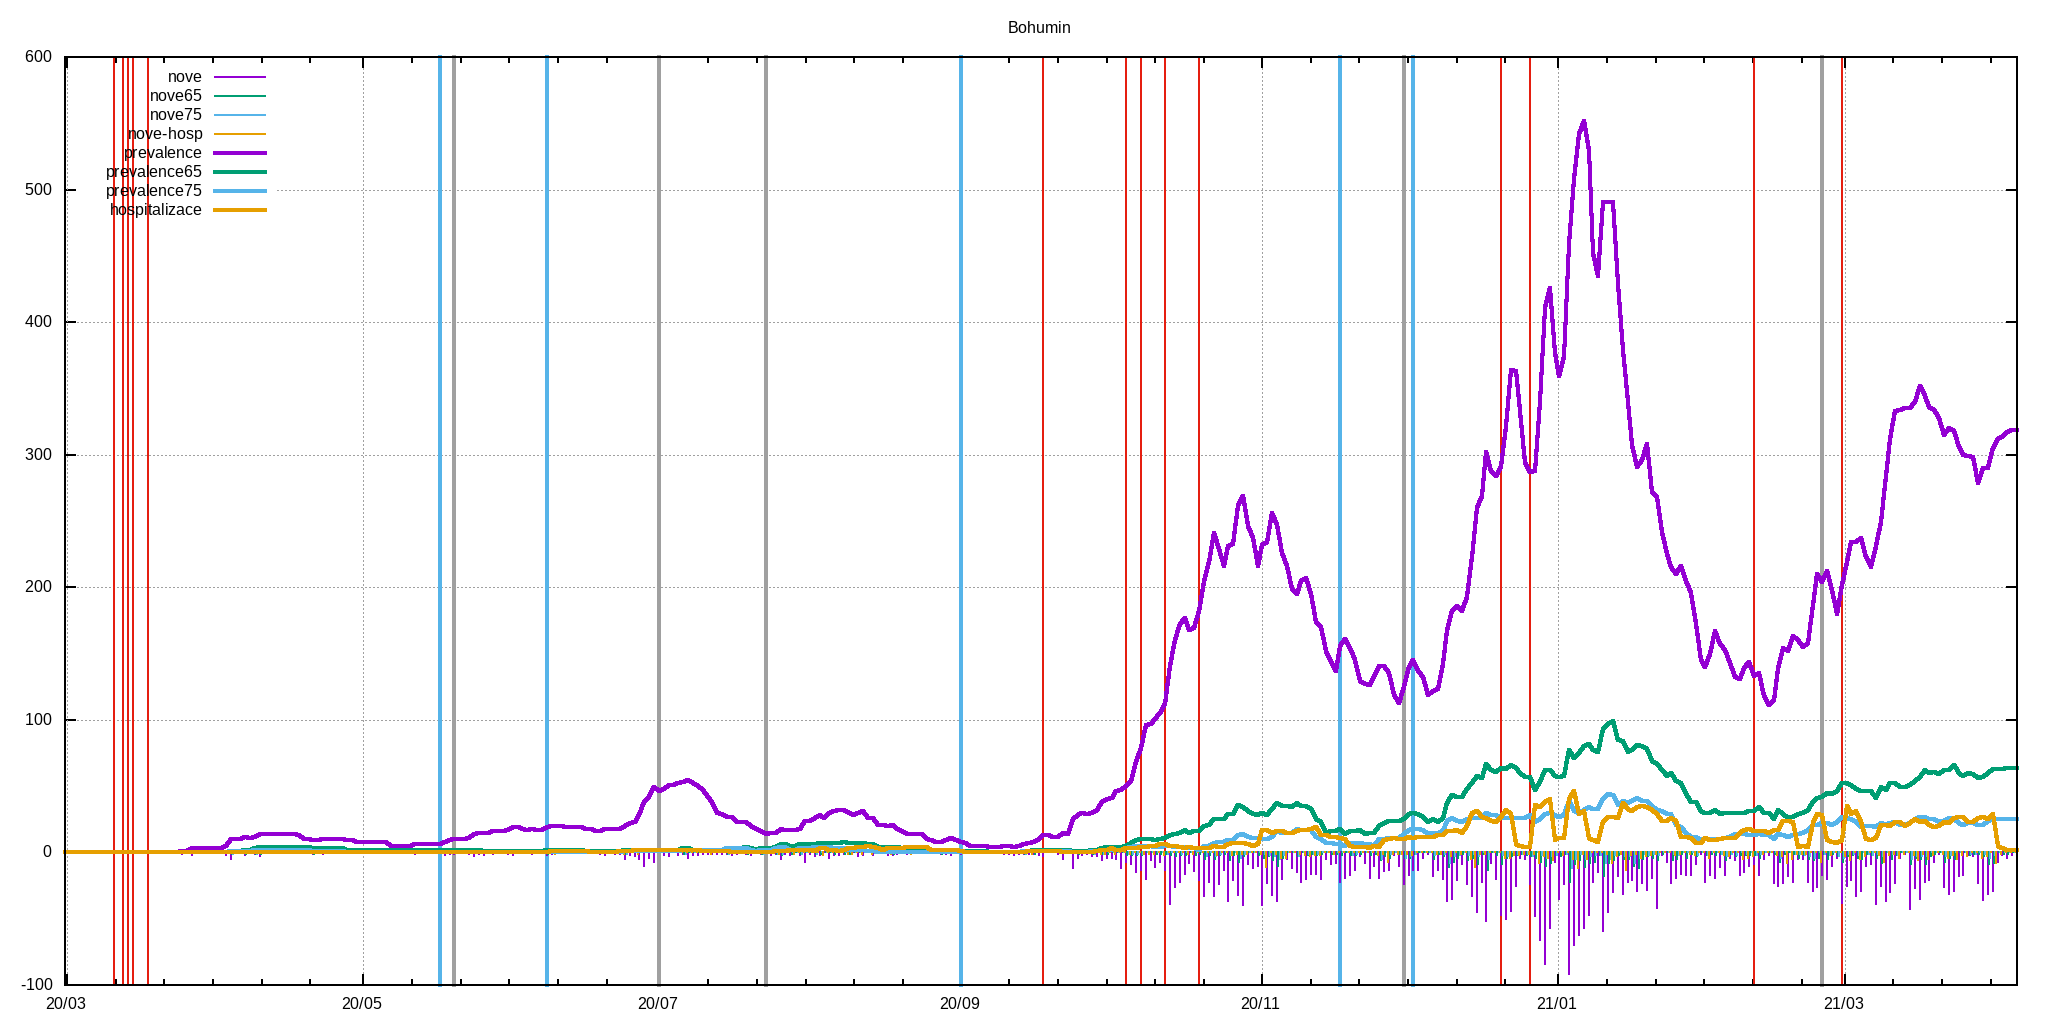 Bohumin
600
500
400
300
200
100
0
-100
nove
nove65
nove75
nove-hosp
prevalence
prevalence65
prevalence75
hospitalizace
20/03 20/05 20/07 20/09 20/11 21/01 21/03